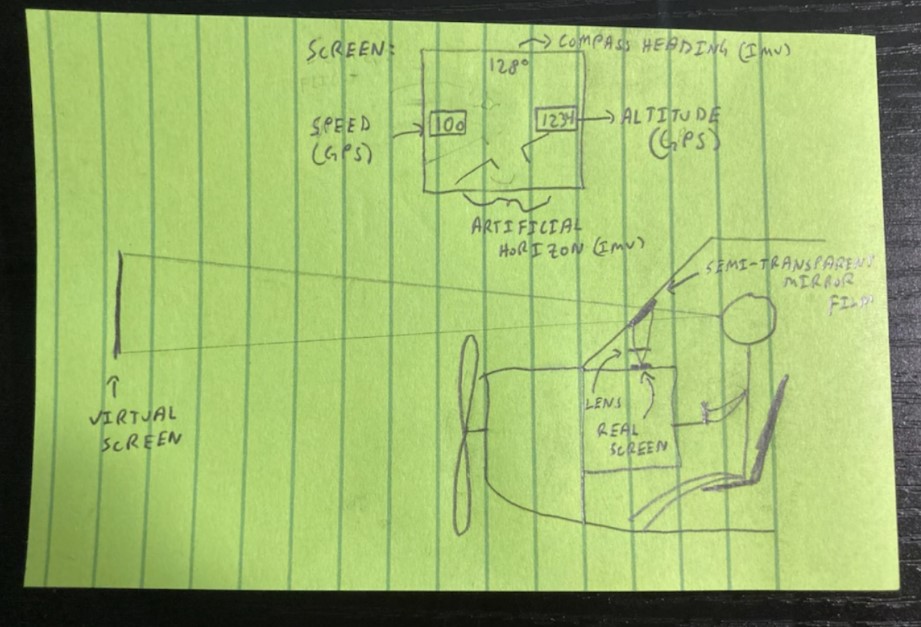 SCREEN:
COMPASS HEADING (IMU)
128°
SPEED
(GPS)
100
1234
ALTITUDE
(GPS)
ARTIFICIAL
HORIZON (IMU)
SEMI-TRANSPARENT
MIRROR
FILM
VIRTUAL
SCREEN
LENS
REAL
SCREEN